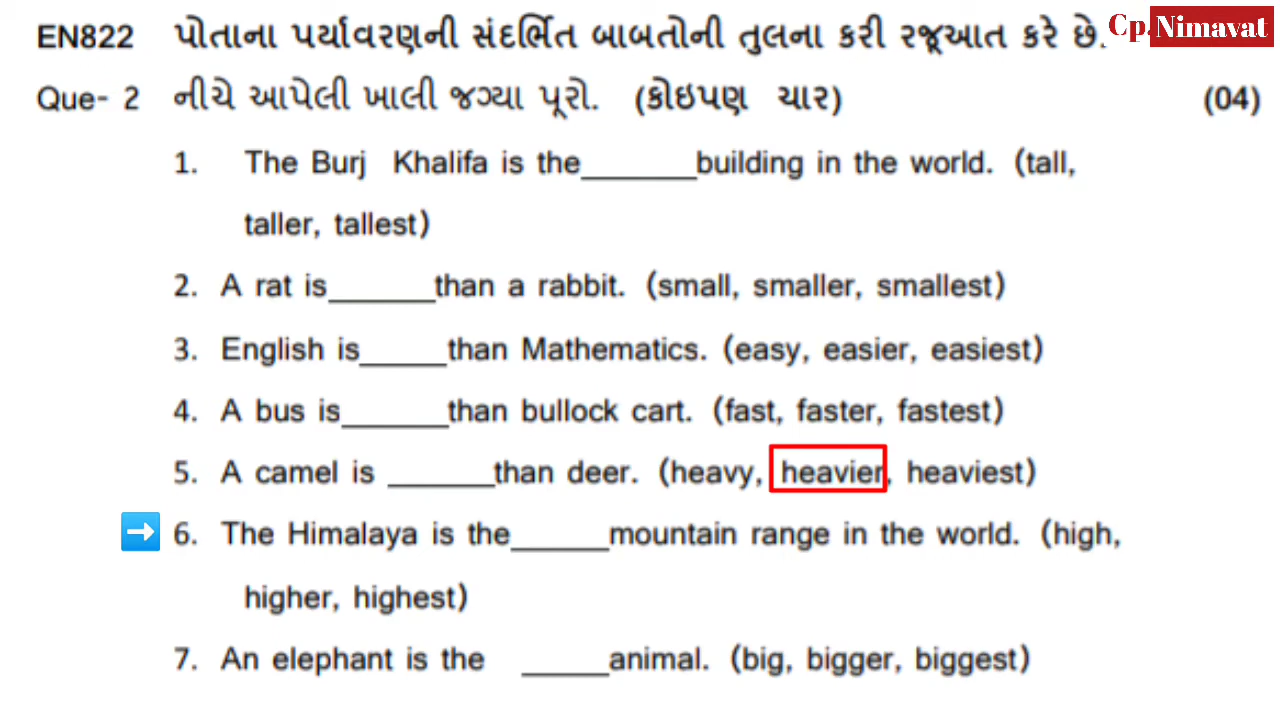 Cp. Nimavat
EN822 પોતાના પર્યાવરણની સંદર્ભિત બાબતોની તુલના કરી રજૂઆત કરે છે.
Que- 2 નીચે આપેલી ખાલી જગ્યા પૂરો. (કોઇપણ ચાર) (04)
1. The Burj Khalifa is the_______building in the world. (tall,
taller, tallest)
2. A rat is_______than a rabbit. (small, smaller, smallest)
3. English is______than Mathematics. (easy, easier, easiest)
4. A bus is_______than bullock cart. (fast, faster, fastest)
5. A camel is _______than deer. (heavy, heavier, heaviest)
6. The Himalaya is the______mountain range in the world. (high,
higher, highest)
7. An elephant is the ______animal. (big, bigger, biggest)